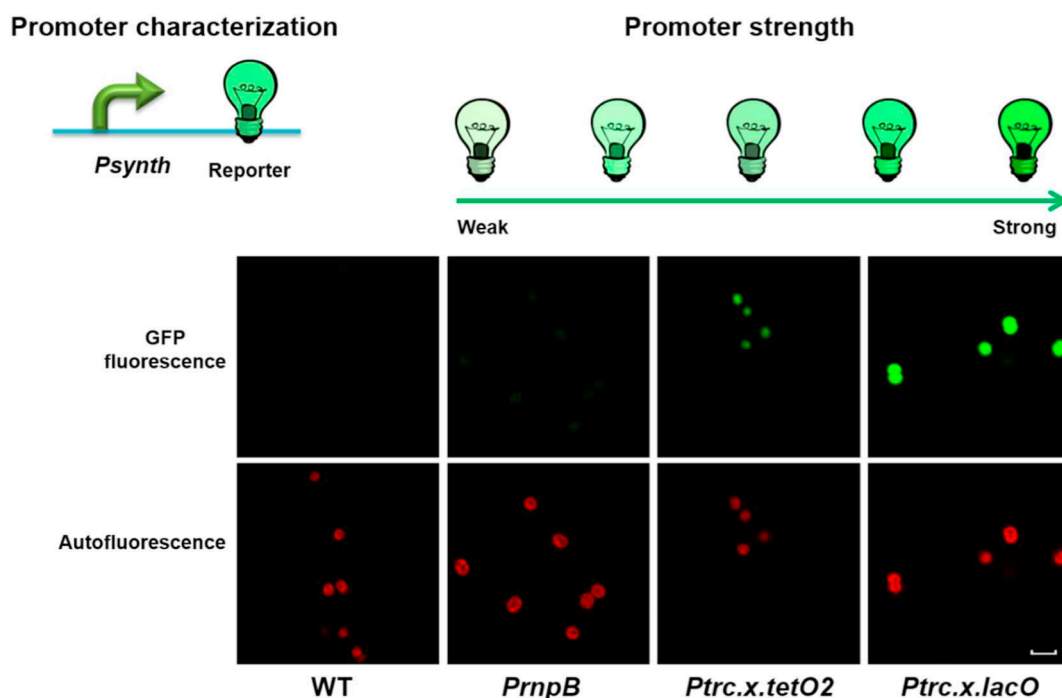 Promoter characterization
Promoter strength
Psynth
Reporter
Weak
Strong
GFP
fluorescence
Autofluorescence
WT
PrnpB
Ptrc.x.tetO2
Ptrc.x.lacO